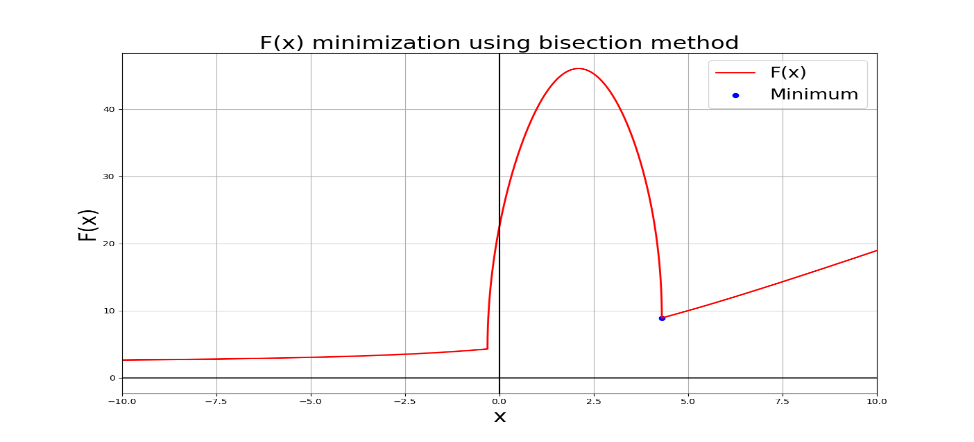 F(x) minimization using bisection method
F(x)
Minimum
F(x)
40
30
20
10
0
−10.0 −7.5 −5.0 −2.5 0.0 2.5 5.0 7.5 10.0
x